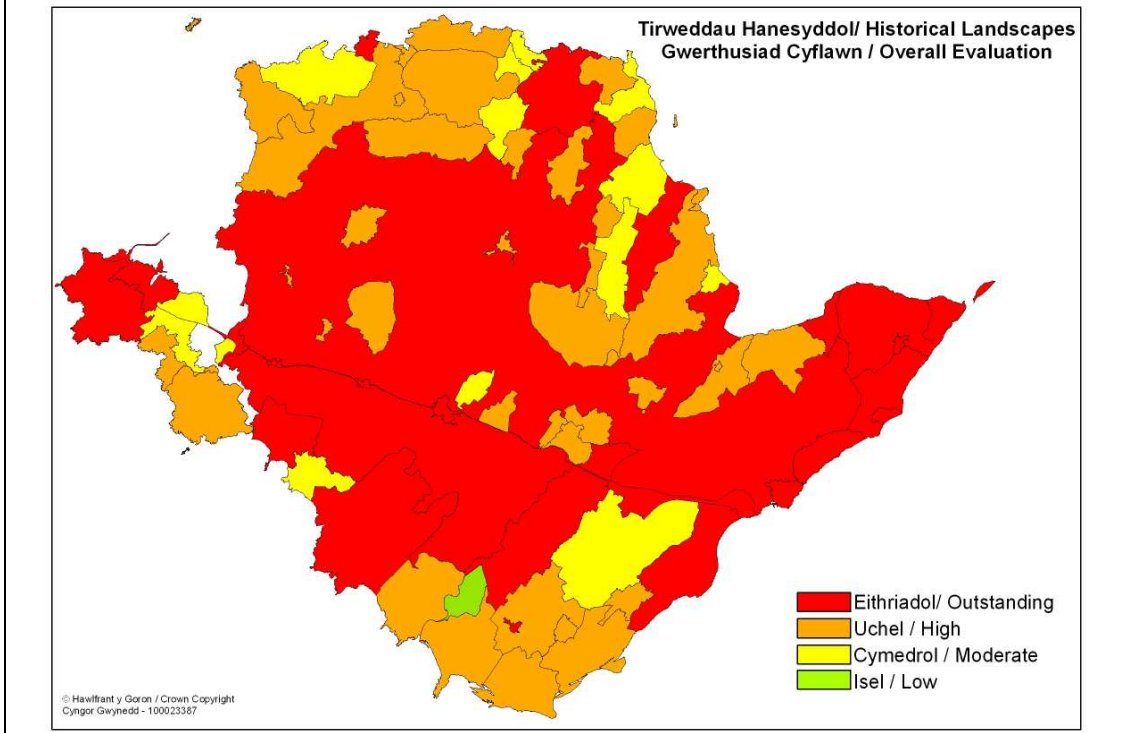 Tirweddau Hanesyddol/ Historical Landscapes
Gwerthusiad Cyflawn / Overall Evaluation
Eithriadol/ Outstanding
Uchel / High
Cymedrol / Moderate
Isel / Low
© Hawlfrant y Goron / Crown Copyright
Cyngor Gwynedd - 100023387